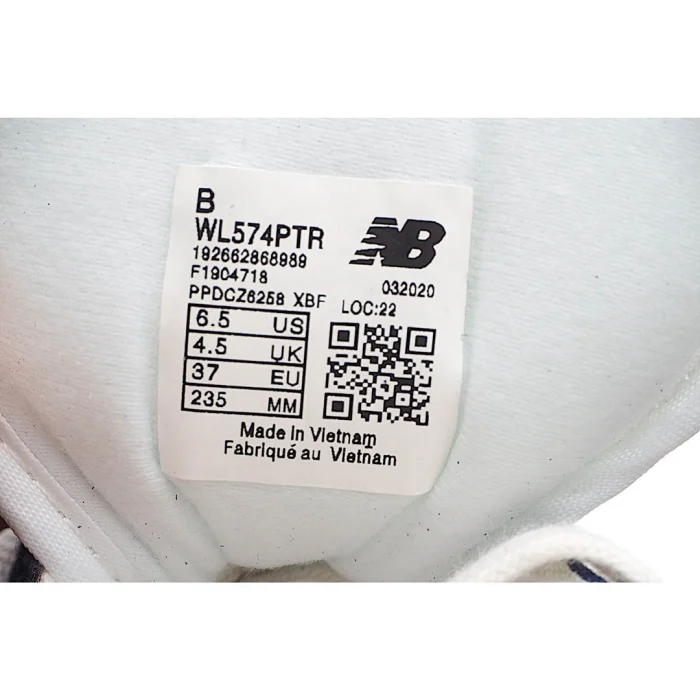 B
WL574PTR
NB
192662868989
F1904718
032020
PPDCZ6258 XBF
LOC:22
6.5 US
4.5 UK
37 EU
235 MM
Made in Vietnam
Fabriqué au Vietnam